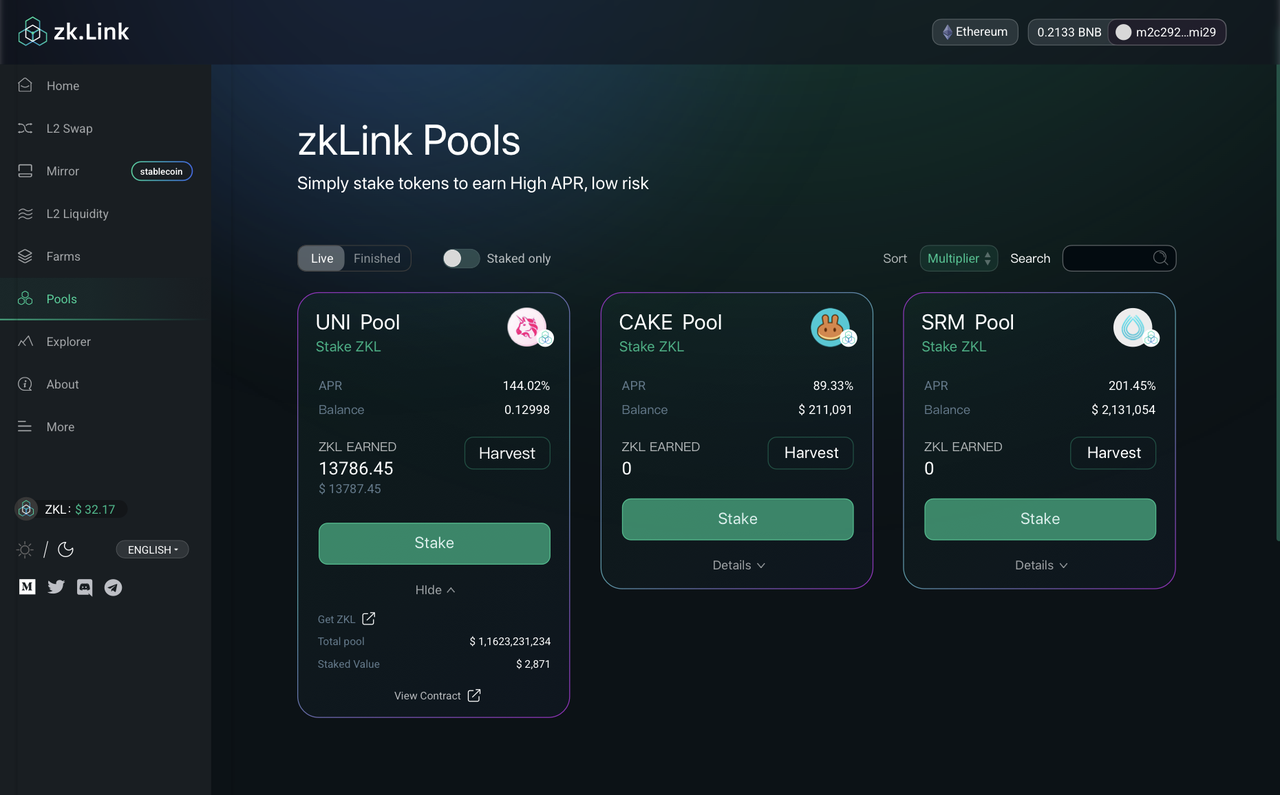 zk.Link
Ethereum
0.2133 BNB
m2c292...mi29
Home
L2 Swap
Mirror
stablecoin
L2 Liquidity
Farms
Pools
Explorer
About
More
ZKL: $ 32.17
/
ENGLISH
M
zkLink Pools
Simply stake tokens to earn High APR, low risk
Live
Finished
Staked only
Sort
Multiplier
Search
UNI Pool
Stake ZKL
APR 144.02%
Balance 0.12998
ZKL EARNED
13786.45
$ 13787.45
Harvest
Stake
HIde
Get ZKL
Total pool $ 1,1623,231,234
Staked Value $ 2,871
View Contract
CAKE Pool
Stake ZKL
APR 89.33%
Balance $ 211,091
ZKL EARNED
0
Harvest
Stake
Details
SRM Pool
Stake ZKL
APR 201.45%
Balance $ 2,131,054
ZKL EARNED
0
Harvest
Stake
Details